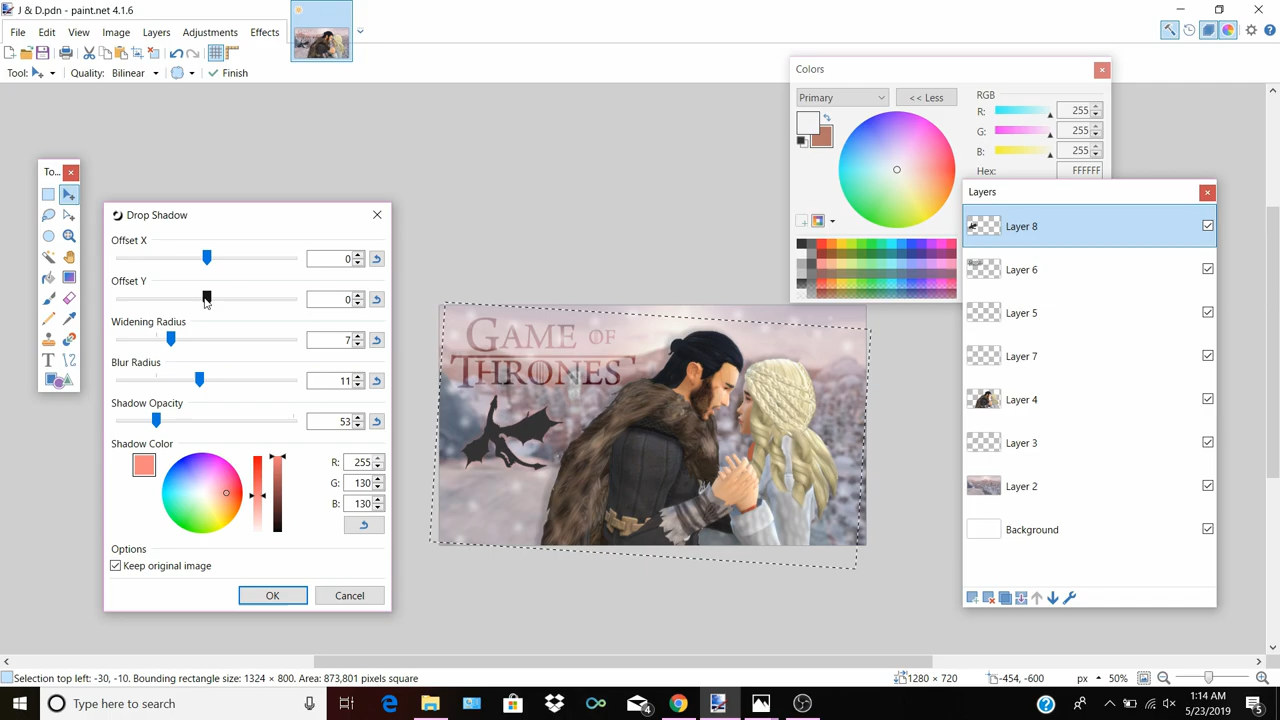 J & D.pdn - paint.net 4.1.6
File Edit View Image Layers Adjustments Effects
Tool: Quality: Bilinear Finish
Colors
Primary
<< Less
RGB
R: 255
G: 255
B: 255
Hex: FFFFFF
To...
Drop Shadow
Offset X
0
Offset Y
0
Widening Radius
7
Blur Radius
11
Shadow Opacity
53
Shadow Color
R: 255
G: 130
B: 130
Options
Keep original image
OK Cancel
GAME OF
THRONES
Layers
Layer 8
Layer 6
Layer 5
Layer 7
Layer 4
Layer 3
Layer 2
Background
Selection top left: -30, -10. Bounding rectangle size: 1324 × 800. Area: 873,801 pixels square
1280 × 720 -454, -600 px 50%
Type here to search
4
1:14 AM
5/23/2019
5